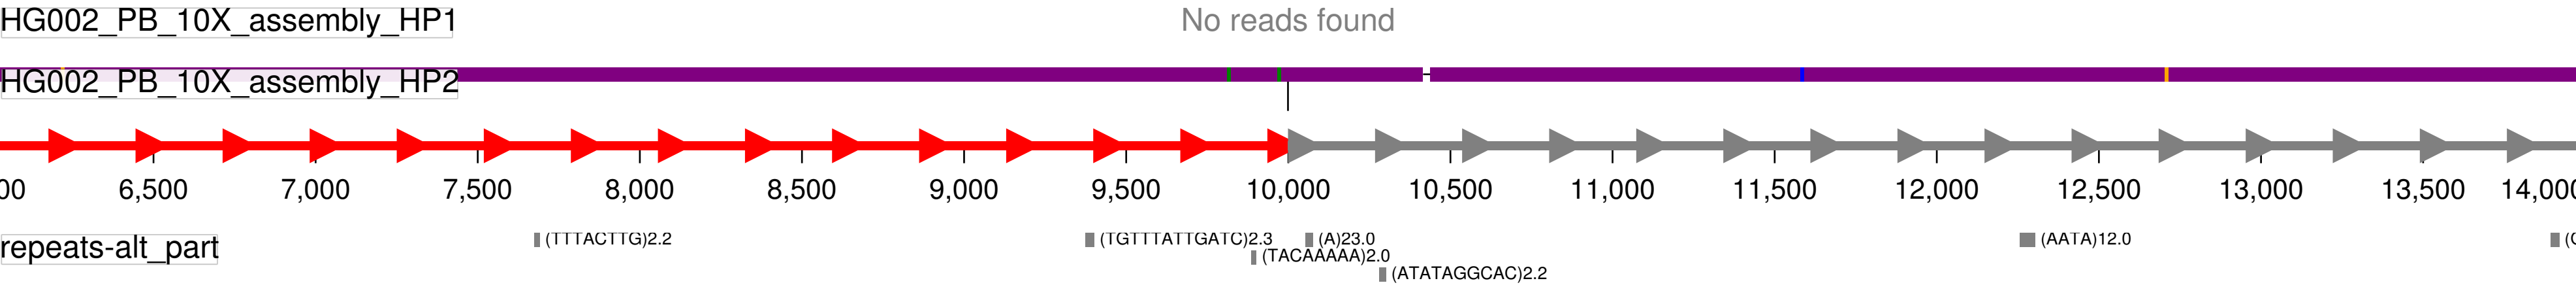 HG002_PB_10X_assembly_HP1
No reads found
HG002_PB_10X_assembly_HP2
00 6,500 7,000 7,500 8,000 8,500 9,000 9,500 10,000 10,500 11,000 11,500 12,000 12,500 13,000 13,500 14,000
repeats-alt_part
(TTTACTTG)2.2 (TGTTTATTGATC)2.3 (A)23.0 (AATA)12.0
(TACAAAAA)2.0
(ATATAGGCAC)2.2